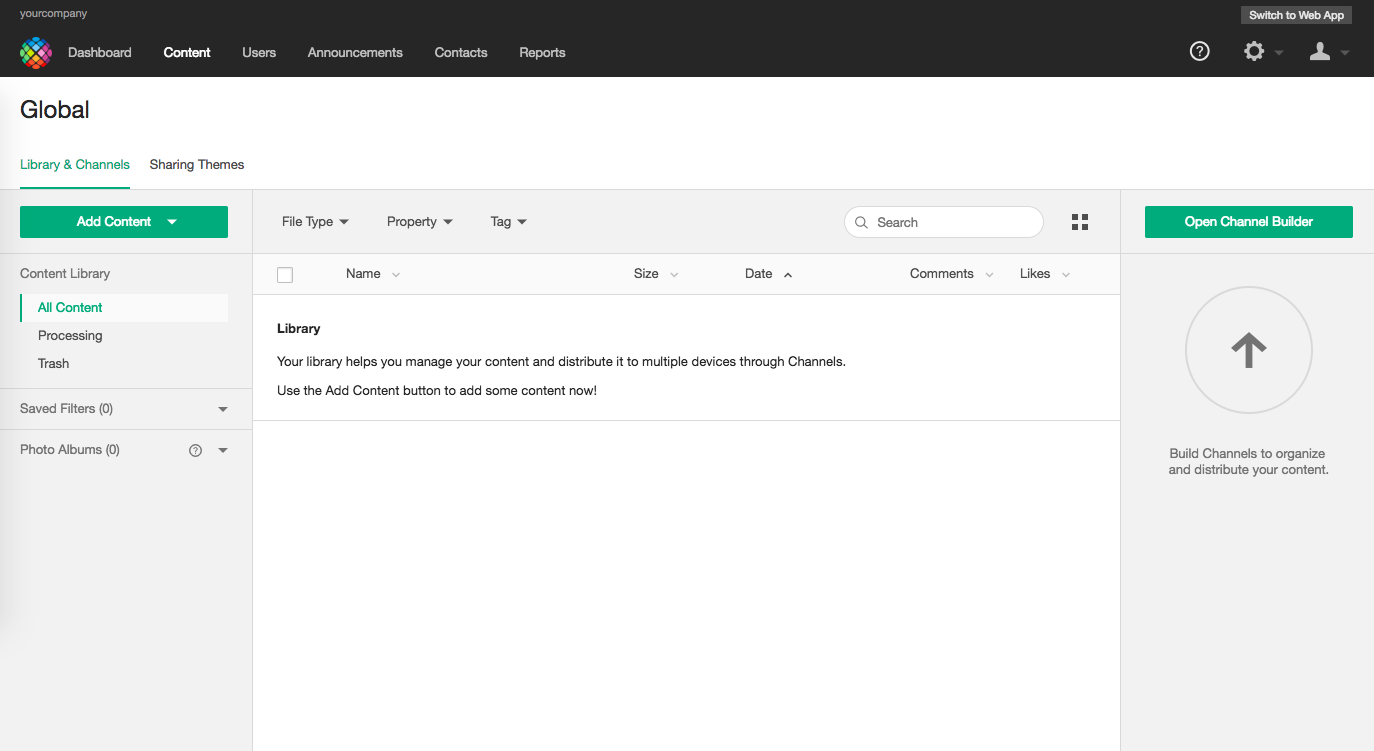 yourcompany
Switch to Web App
Dashboard Content Users Announcements Contacts Reports
Global
Library & Channels Sharing Themes
Add Content
File Type Property Tag Search
Open Channel Builder
Content Library
Name Size Date Comments Likes
All Content
Processing
Trash
Saved Filters (0)
Photo Albums (0)
Library
Your library helps you manage your content and distribute it to multiple devices through Channels.
Use the Add Content button to add some content now!
Build Channels to organize
and distribute your content.